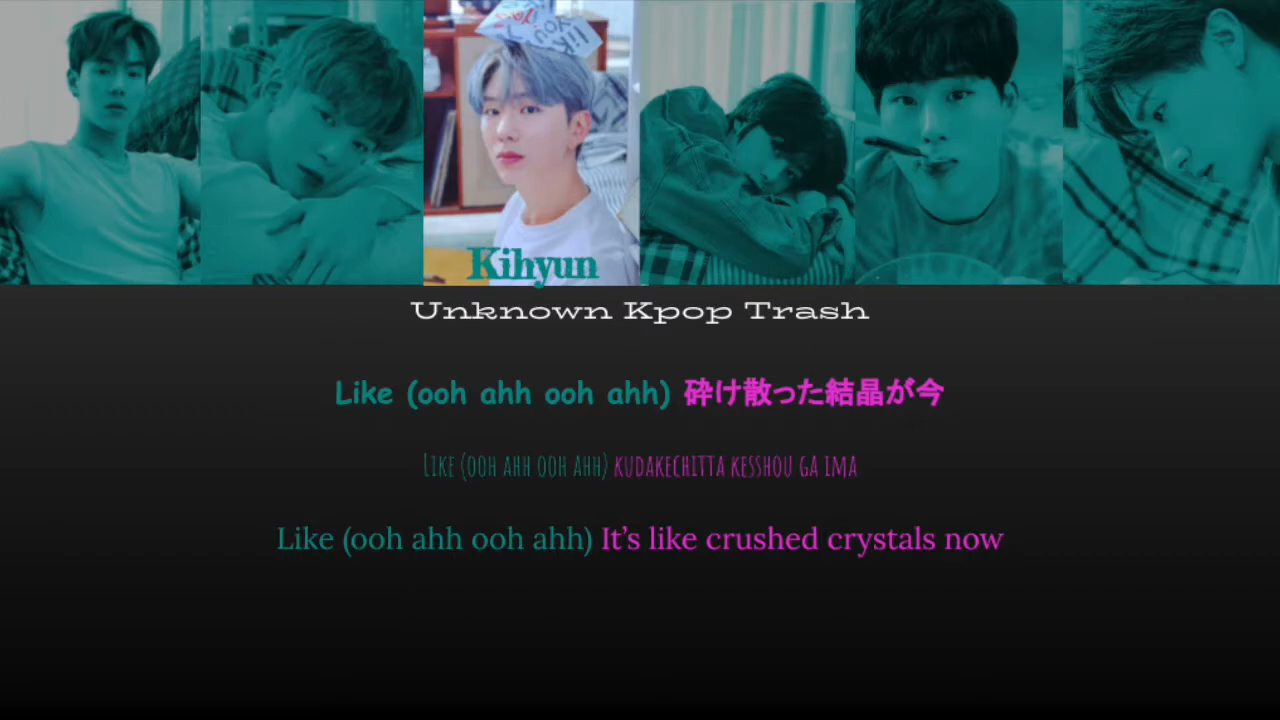 Kihyun
Unknown Kpop Trash
Like (ooh ahh ooh ahh) 砕け散った結晶が今
LIKE (OOH AHH OOH AHH) KUDAKECHITTA KESSHOU GA IMA
Like (ooh ahh ooh ahh) It’s like crushed crystals now